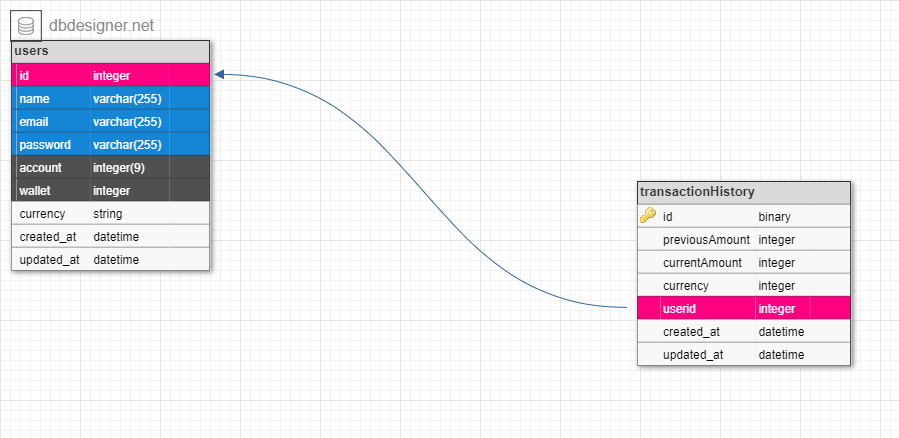 dbdesigner.net
users
id integer
name varchar(255)
email varchar(255)
password varchar(255)
account integer(9)
wallet integer
currency string
created_at datetime
updated_at datetime
transactionHistory
id binary
previousAmount integer
currentAmount integer
currency integer
userid integer
created_at datetime
updated_at datetime